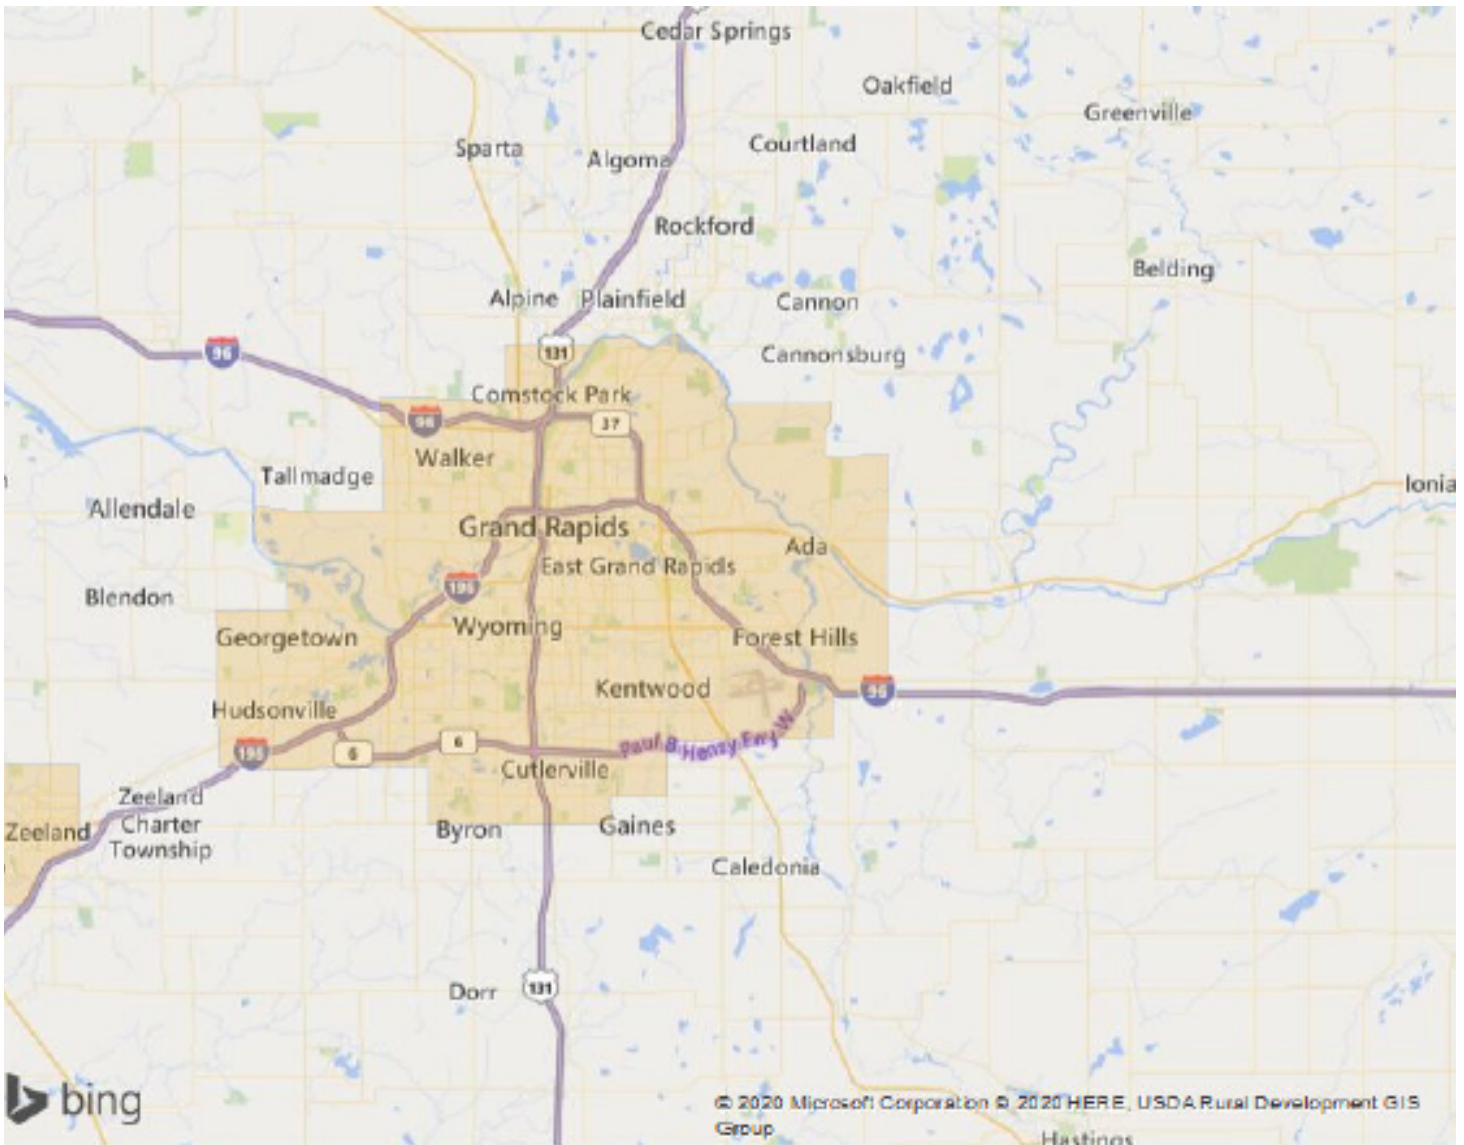 Cedar Springs
Oakfield
Greenville
Sparta
Algoma
Courtland
Rockford
Belding
Alpine
Plainfield
Cannon
96
131
Cannonsburg
Comstock Park
96
37
Walker
Tallmadge
Ionia
Allendale
Grand Rapids
Ada
East Grand Rapids
196
Blendon
Georgetown
Wyoming
Forest Hills
Kentwood
96
Hudsonville
Paul B Henry Fwy W
196
6
6
Cutlerville
Zeeland
Charter
Township
Zeeland
Byron
Gaines
Caledonia
Dorr
131
bing
© 2020 Microsoft Corporation © 2020 HERE, USDA Rural Development GIS
Group
Hastings